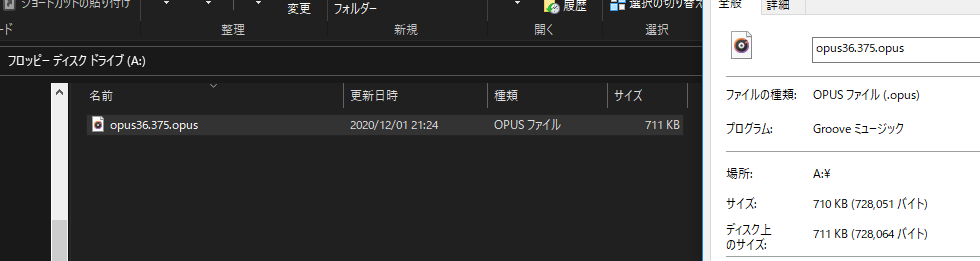 ショートカットの貼り付け
変更
フォルダー
履歴
選択の切り替え
ード
整理
新規
開く
選択
フロッピー ディスク ドライブ (A:)
名前
更新日時
種類
サイズ
opus36.375.opus
2020/12/01 21:24
OPUS ファイル
711 KB
全般
詳細
opus36.375.opus
ファイルの種類:
OPUS ファイル (.opus)
プログラム:
Groove ミュージック
場所:
A:¥
サイズ:
710 KB (728,051 バイト)
ディスク上
のサイズ:
711 KB (728,064 バイト)